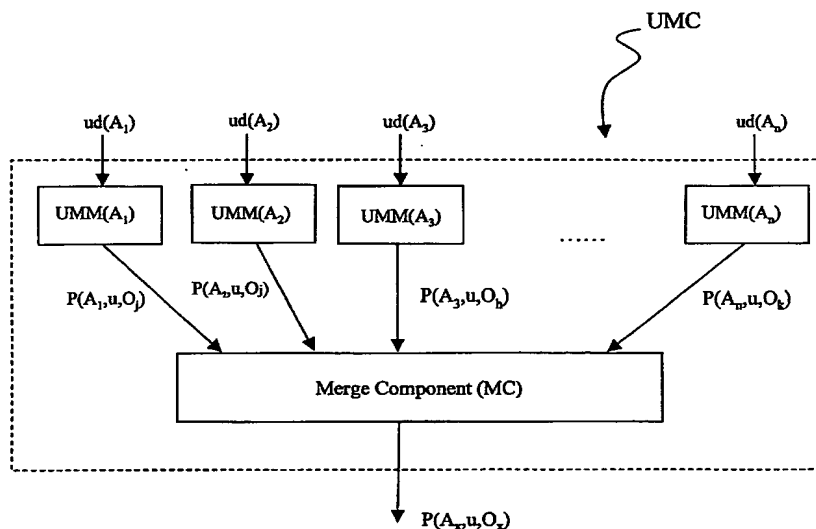 UMC
ud(A₁) ud(A₂) ud(A₃) ud(Aₙ)
UMM(A₁) UMM(A₂) UMM(A₃) ...... UMM(Aₙ)
P(A₁,u,Oⱼ) P(A₂,u,Oj) P(A₃,u,Oₕ) P(Aₙ,u,Oₖ)
Merge Component (MC)
P(Aₓ,u,Oₓ)